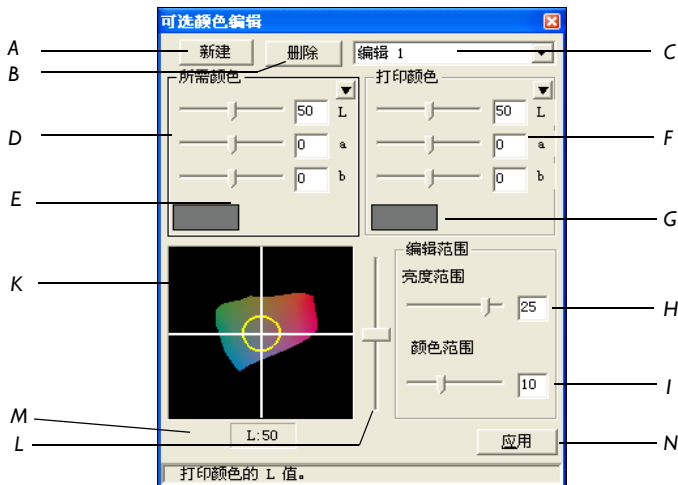 可选颜色编辑
A
新建
删除
编辑 1
C
B
所需颜色
打印颜色
50 L
50 L
D
0 a
0 a
F
0 b
0 b
E
G
K
编辑范围
亮度范围
25
H
颜色范围
10
I
M
L:50
L
应用
N
打印颜色的 L 值。